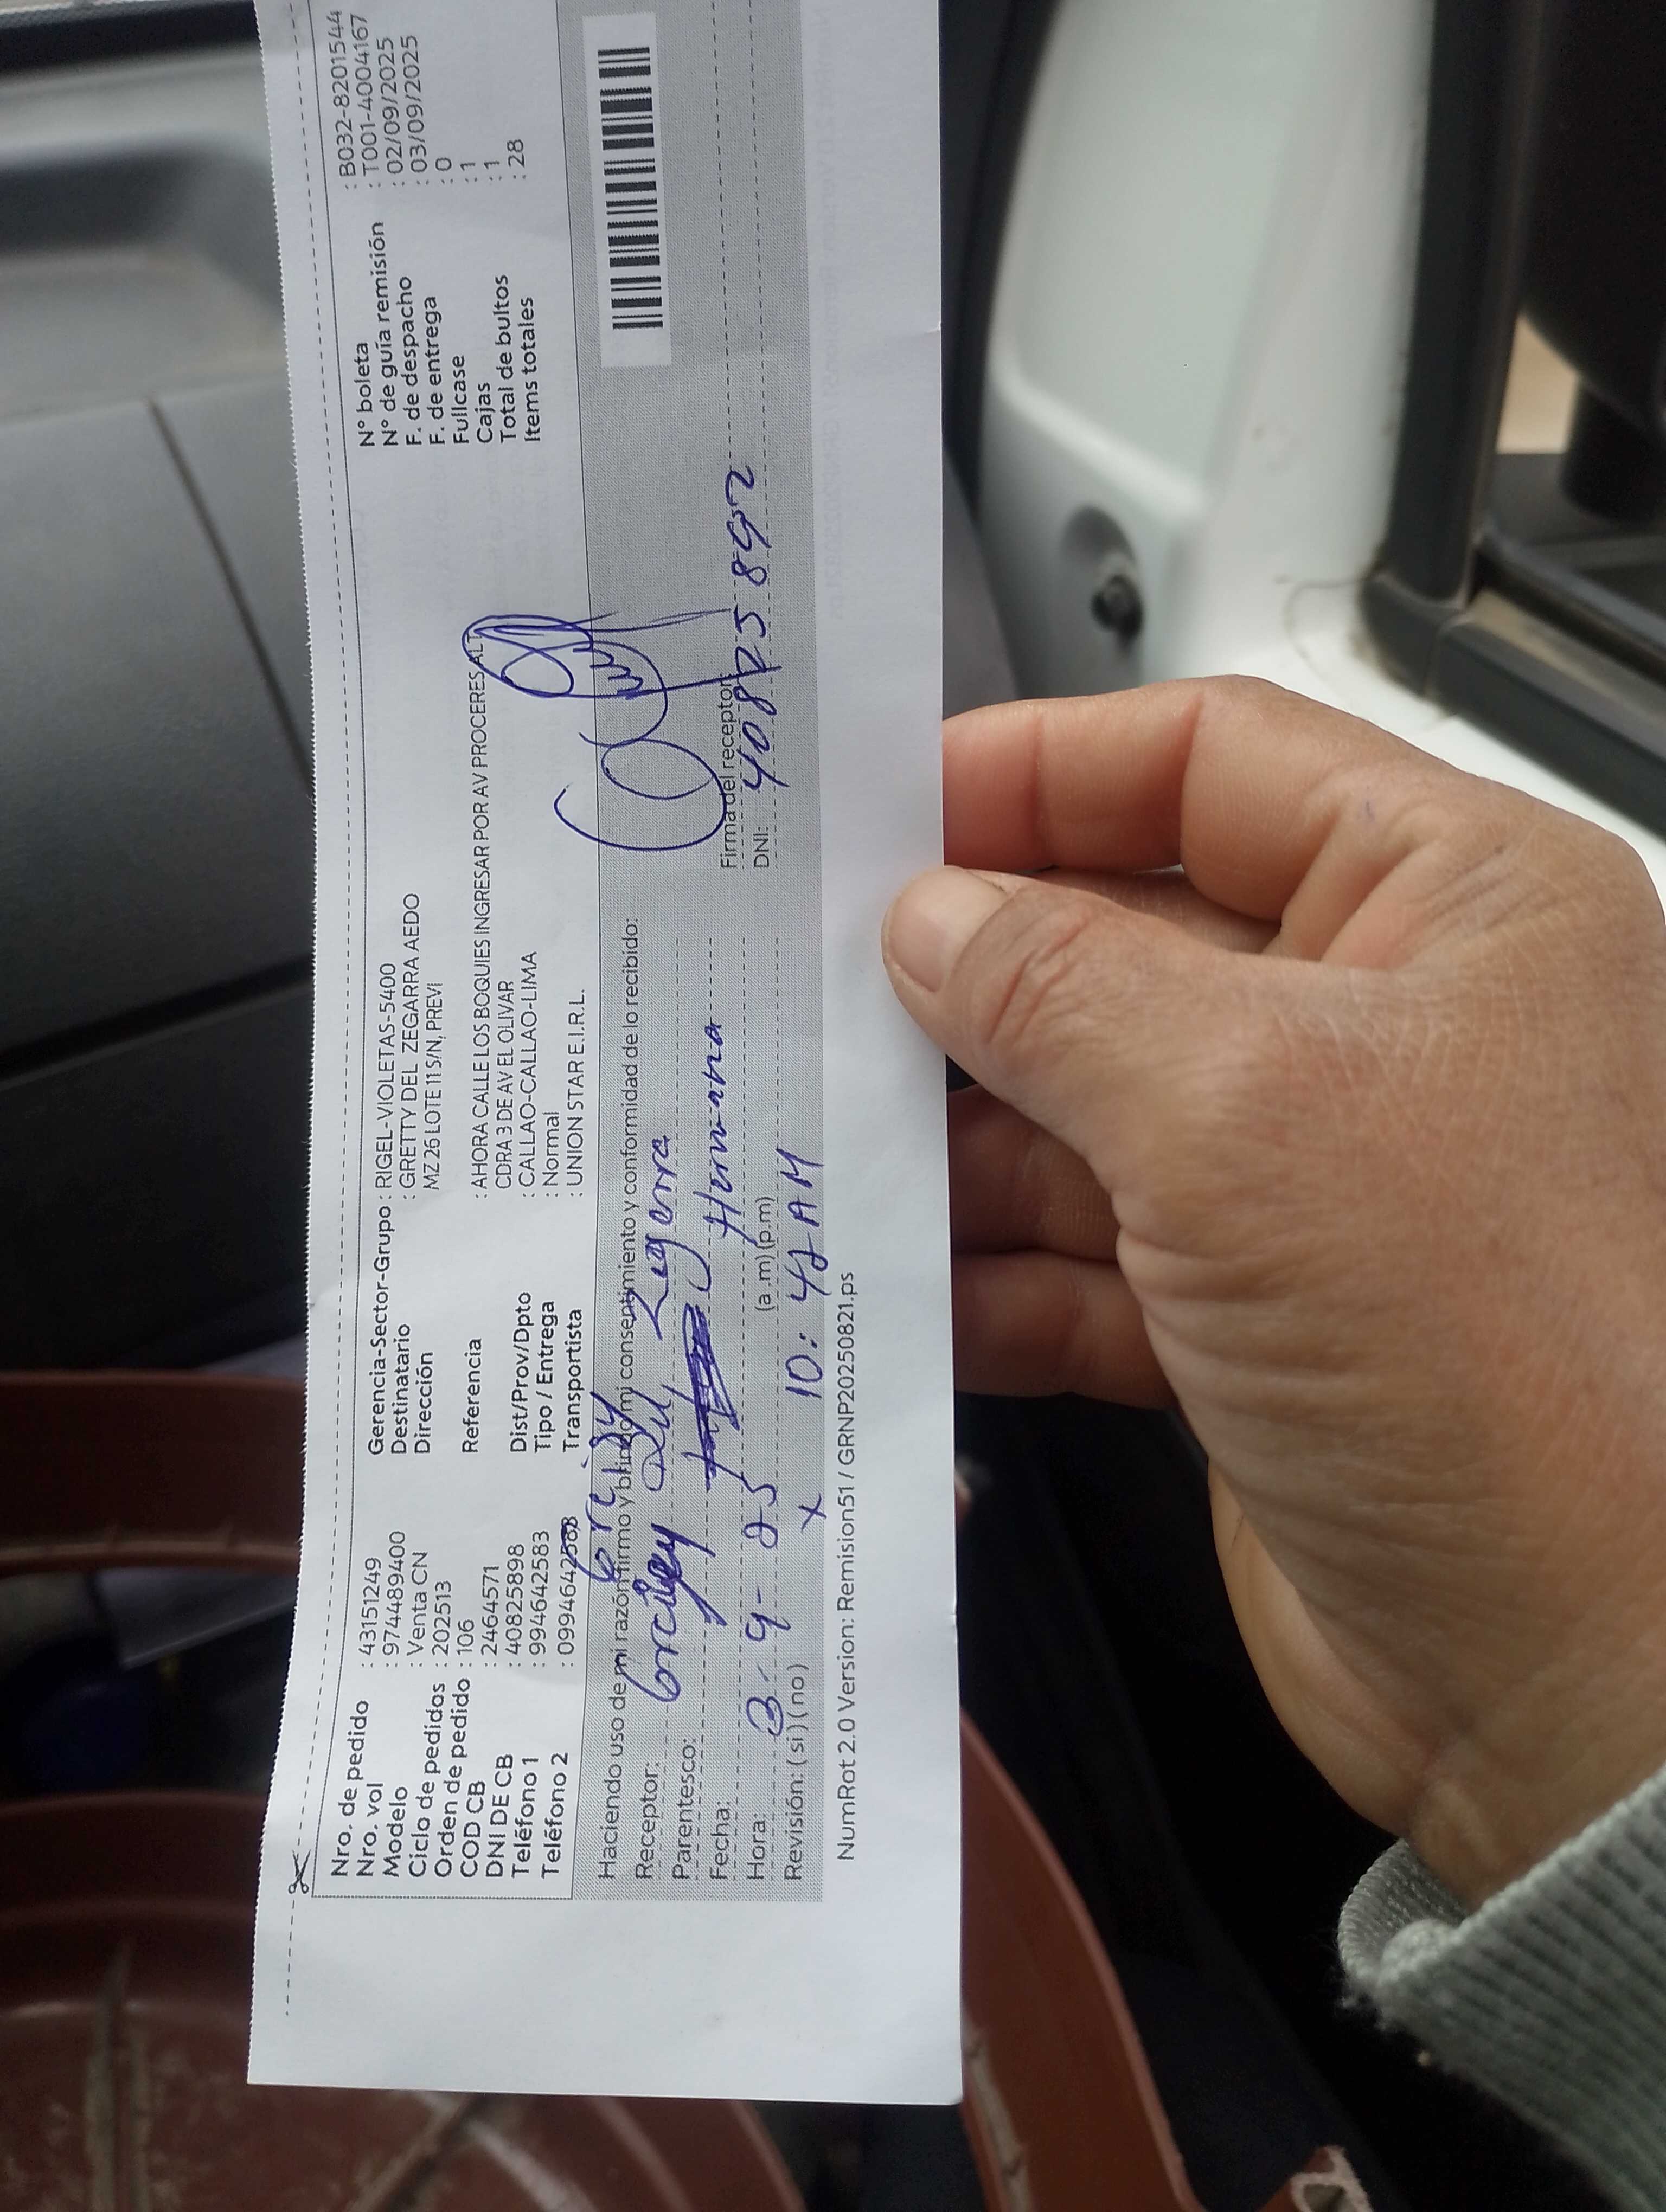 Nro. de pedido : 43151249
Nro. vol : 974489400
Modelo : Venta CN
Ciclo de pedidos : 202513
Orden de pedido : 106
COD CB : 2464571
DNI DE CB : 40825898
Teléfono 1 : 994642583
Teléfono 2 : 0994642583
Gerencia-Sector-Grupo : RIGEL-VIOLETAS-5400
Destinatario : GRETTY DEL ZEGARRA AEDO
Dirección MZ 26 LOTE 11 S/N, PREVI
Referencia : AHORA CALLE LOS BOQUIES INGRESAR POR AV PROCERES ALT
CDRA 3 DE AV EL OLIVAR
Dist/Prov/Dpto : CALLAO-CALLAO-LIMA
Tipo / Entrega : Normal
Transportista : UNION STAR E.I.R.L.
N° boleta : B032-8201544
N° de guía remisión : T001-4004167
F. de despacho : 02/09/2025
F. de entrega : 03/09/2025
Fullcase : 0
Cajas : 1
Total de bultos : 1
Items totales : 28
Haciendo uso de mi razón firmo y brindo mi consentimiento y conformidad de lo recibido:
Receptor: Del Zegarra
Parentesco: Hermana
Fecha: 3-9-25
Hora: 10:42 AM (a.m) (p.m)
Revisión: (si) (no) x
Firma del receptor
DNI:
NumRot 2.0 Version: Remision51 / GRNP20250821.ps